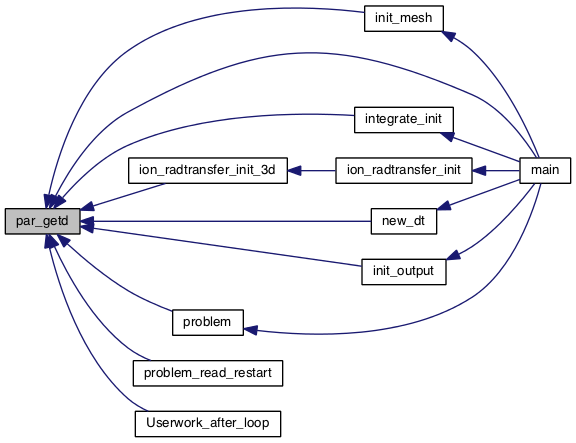 init_mesh
integrate_init
main
ion_radtransfer_init_3d
ion_radtransfer_init
par_getd
new_dt
init_output
problem
problem_read_restart
Userwork_after_loop